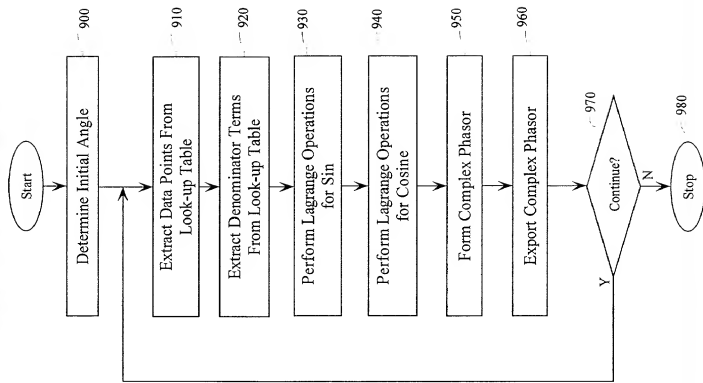 Start
Determine Initial Angle
900
Extract Data Points From
Look-up Table
910
Extract Denominator Terms
From Look-up Table
920
Perform Lagrange Operations
for Sin
930
Perform Lagrange Operations
for Cosine
940
Form Complex Phasor
950
Export Complex Phasor
960
Continue?
970
Y
N
Stop
980